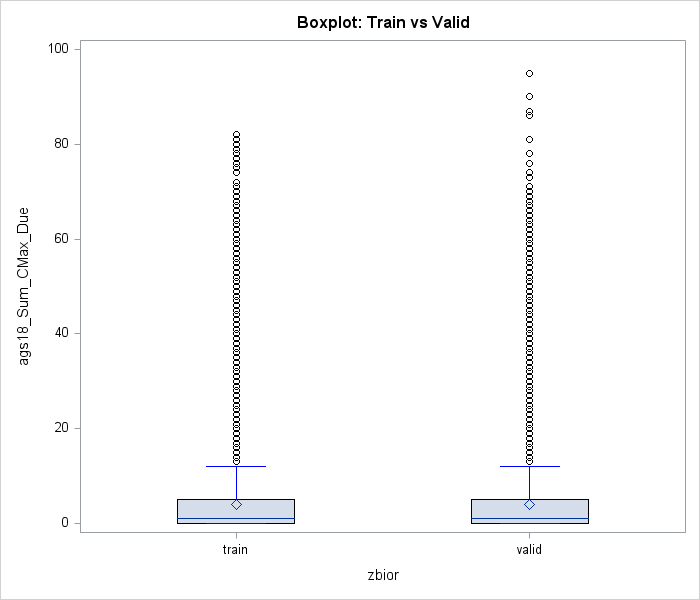 Boxplot: Train vs Valid
100
80
60
40
20
0
ags18_Sum_CMax_Due
train
valid
zbior